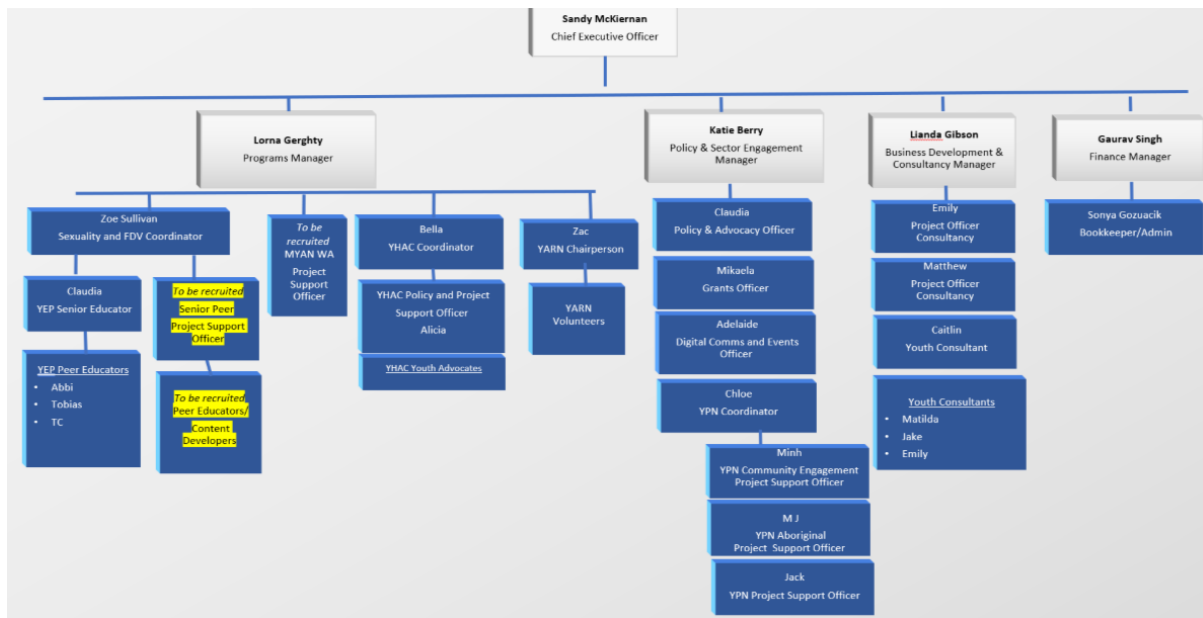 Sandy McKiernan
Chief Executive Officer
Lorna Gerghty
Programs Manager
Katie Berry
Policy & Sector Engagement
Manager
Lianda Gibson
Business Development &
Consultancy Manager
Gaurav Singh
Finance Manager
Zoe Sullivan
Sexuality and FDV Coordinator
To be
recruited
MYAN WA
Project
Support
Officer
Bella
YHAC Coordinator
Zac
YARN Chairperson
Claudia
YEP Senior Educator
To be recruited
Senior Peer
Project Support
Officer
YHAC Policy and Project
Support Officer
Alicia
YARN
Volunteers
YHAC Youth Advocates
YEP Peer Educators
• Abbi
• Tobias
• TC
To be recruited
Peer Educators/
Content
Developers
Claudia
Policy & Advocacy Officer
Mikaela
Grants Officer
Adelaide
Digital Comms and Events
Officer
Chloe
YPN Coordinator
Minh
YPN Community Engagement
Project Support Officer
M J
YPN Aboriginal
Project Support Officer
Jack
YPN Project Support Officer
Emily
Project Officer
Consultancy
Matthew
Project Officer
Consultancy
Caitlin
Youth Consultant
Youth Consultants
• Matilda
• Jake
• Emily
Sonya Gozuacik
Bookkeeper/Admin